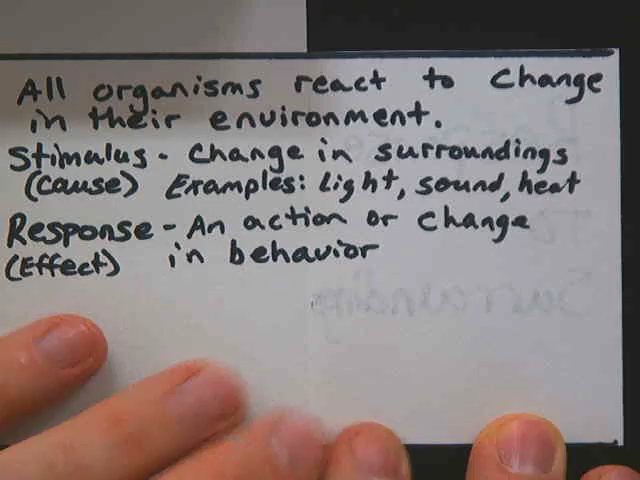 All organisms react to change
in their environment.
Stimulus - Change in surroundings
(Cause) Examples: Light, sound, heat
Response - An action or change
(Effect) in behavior